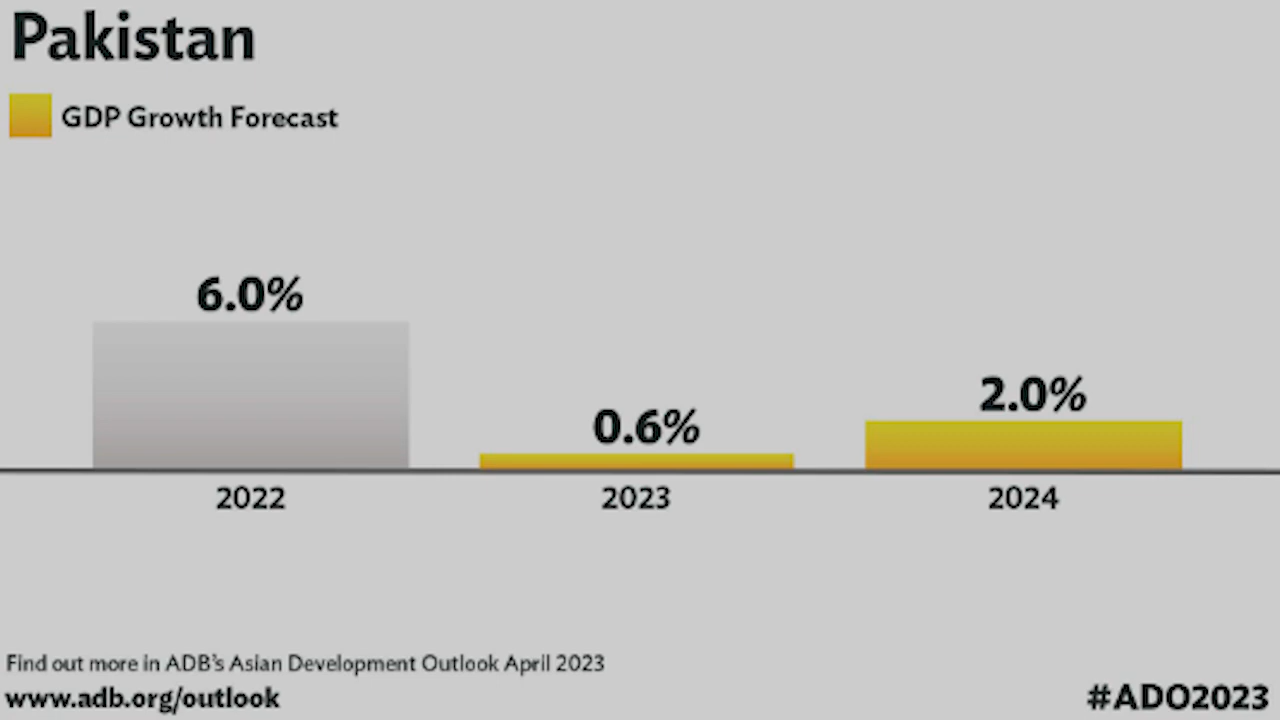 Pakistan
GDP Growth Forecast
6.0%
0.6%
2.0%
2022
2023
2024
Find out more in ADB's Asian Development Outlook April 2023
www.adb.org/outlook
#ADO2023